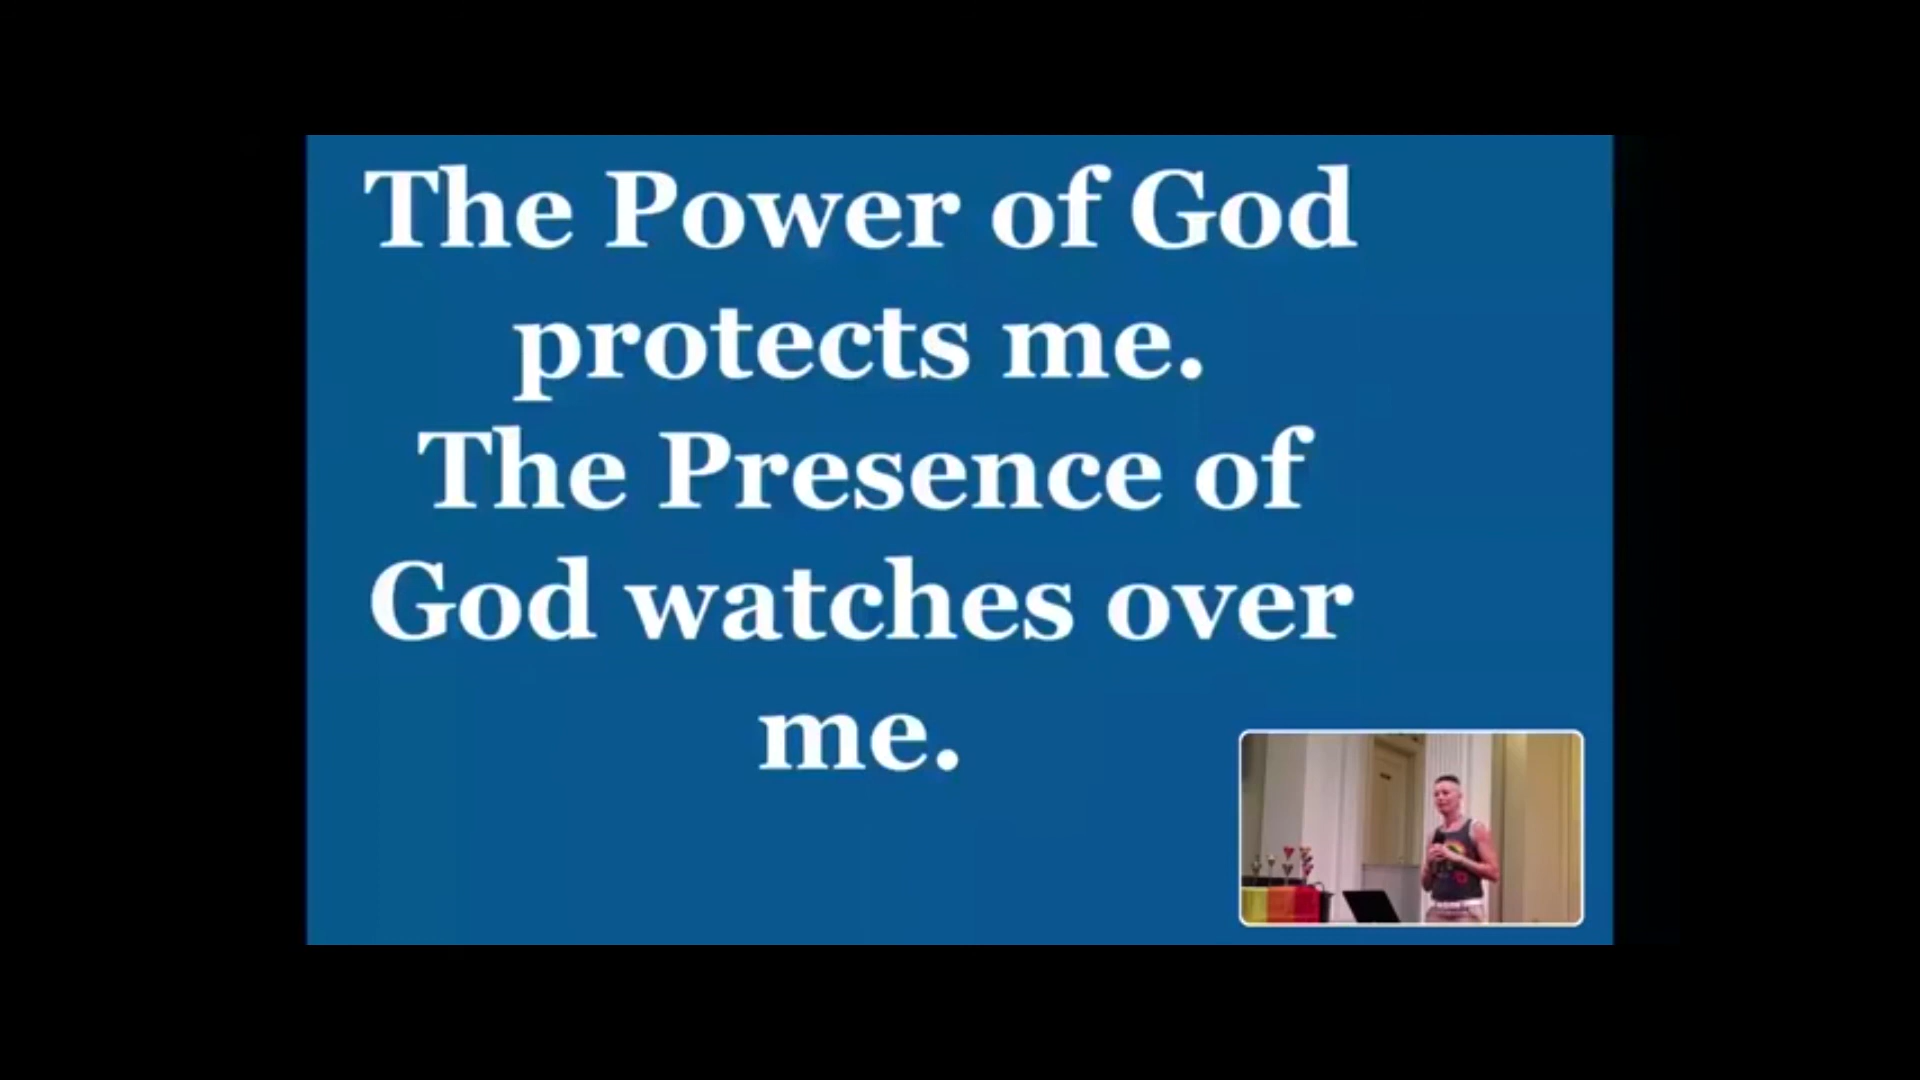 The Power of God
protects me.
The Presence of
God watches over
me.